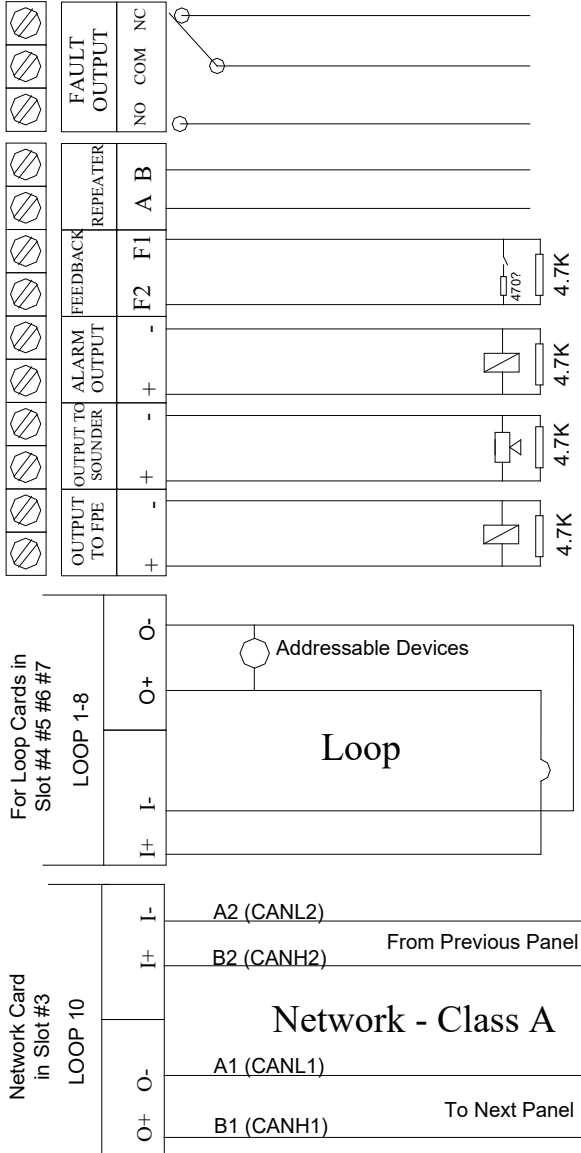 FAULT
OUTPUT
NO COM NC
REPEATER
A B
FEEDBACK
F2 F1
470?
4.7K
ALARM
OUTPUT
+ -
4.7K
OUTPUT TO
SOUNDER
+ -
4.7K
OUTPUT
TO FPE
+ -
4.7K
For Loop Cards in
Slot #4 #5 #6 #7
LOOP 1-8
I+ I- O+ O-
Addressable Devices
Loop
Network Card
in Slot #3
LOOP 10
O+ O- I+ I-
A2 (CANL2)
From Previous Panel
B2 (CANH2)
Network - Class A
A1 (CANL1)
To Next Panel
B1 (CANH1)